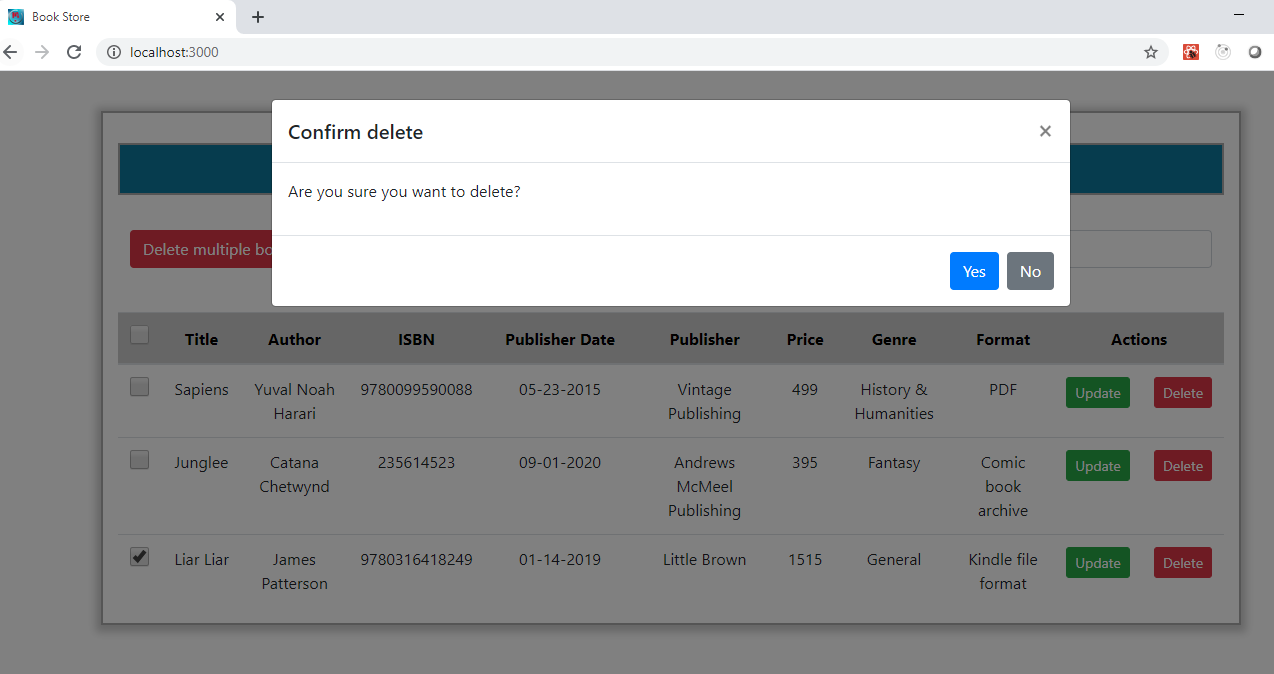 Book Store
localhost:3000
Confirm delete
Are you sure you want to delete?
Yes No
Delete multiple bo
Title Author ISBN Publisher Date Publisher Price Genre Format Actions
Sapiens Yuval Noah 9780099590088 05-23-2015 Vintage 499 History & PDF Update Delete
Harari Publishing Humanities
Junglee Catana 235614523 09-01-2020 Andrews 395 Fantasy Comic Update Delete
Chetwynd McMeel book
Publishing archive
Liar Liar James 9780316418249 01-14-2019 Little Brown 1515 General Kindle file Update Delete
Patterson format